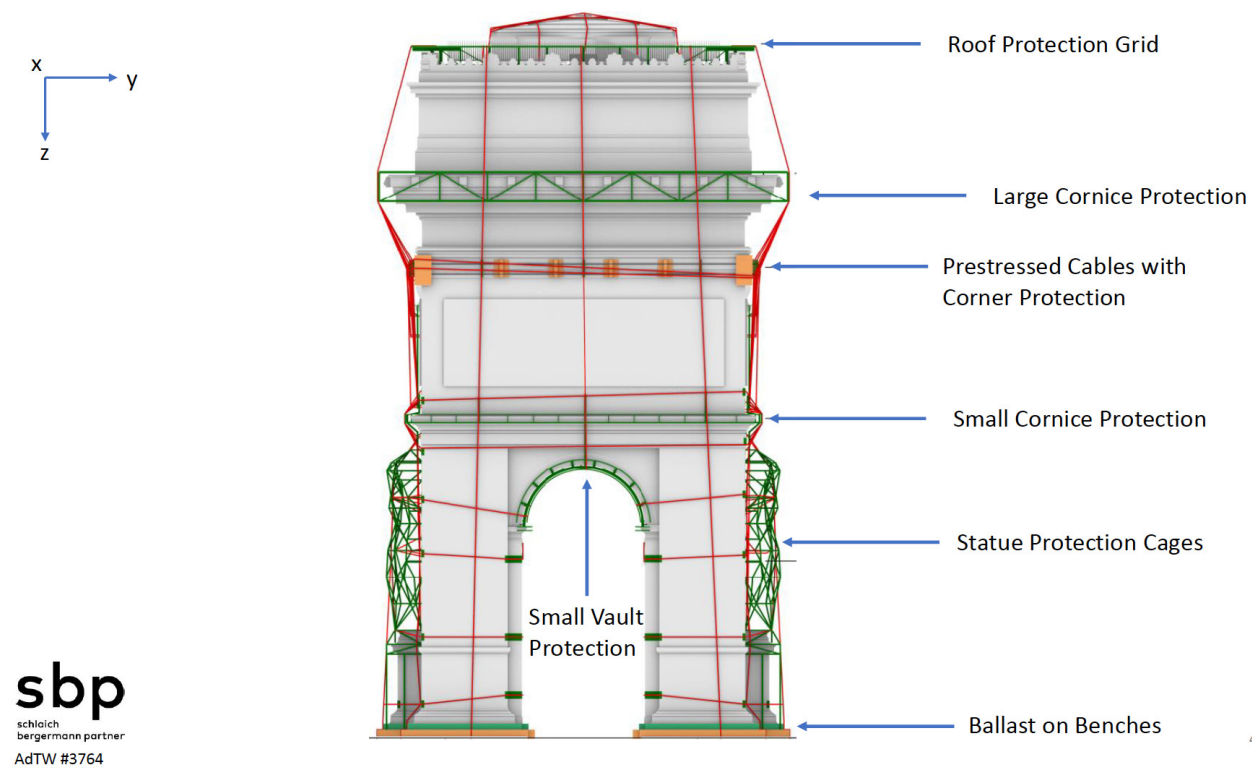 x
y
z
Roof Protection Grid
Large Cornice Protection
Prestressed Cables with
Corner Protection
Small Cornice Protection
Statue Protection Cages
Small Vault
Protection
Ballast on Benches
sbp
schlaich
bergermann partner
AdTW #3764